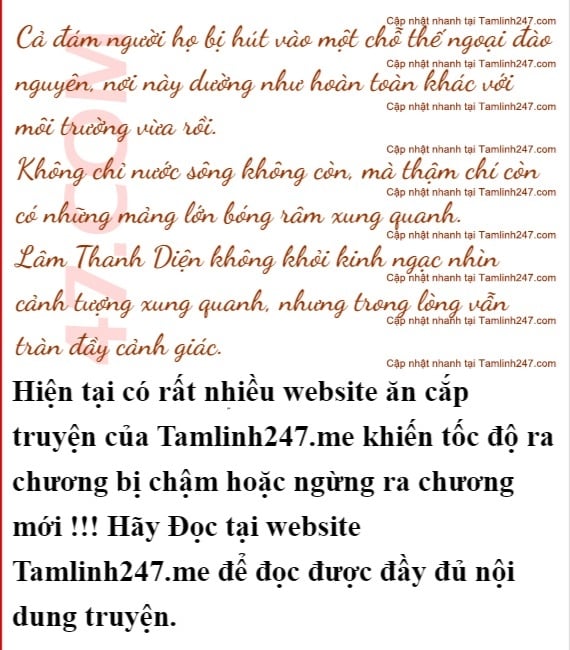 Cập nhật nhanh tại Tamlinh247.com
Cả đám người họ bị hút vào một chỗ thế ngoại đào
Cập nhật nhanh tại Tamlinh247.com
nguyên, nơi này dường như hoàn toàn khác với
Cập nhật nhanh tại Tamlinh247.com
môi trường vừa rồi.
Cập nhật nhanh tại Tamlinh247.com
Không chỉ nước sông không còn, mà thậm chí còn
Cập nhật nhanh tại Tamlinh247.com
có những mảng lớn bóng râm xung quanh.
Cập nhật nhanh tại Tamlinh247.com
Lâm Thanh Diện không khỏi kinh ngạc nhìn
Cập nhật nhanh tại Tamlinh247.com
cảnh tượng xung quanh, nhưng trong lòng vẫn
Cập nhật nhanh tại Tamlinh247.com
tràn đầy cảnh giác.
Cập nhật nhanh tại Tamlinh247.com
47.COM
Hiện tại có rất nhiều website ăn cắp
truyện của Tamlinh247.me khiến tốc độ ra
chương bị chậm hoặc ngừng ra chương
mới !!! Hãy Đọc tại website
Tamlinh247.me để đọc được đầy đủ nội
dung truyện.